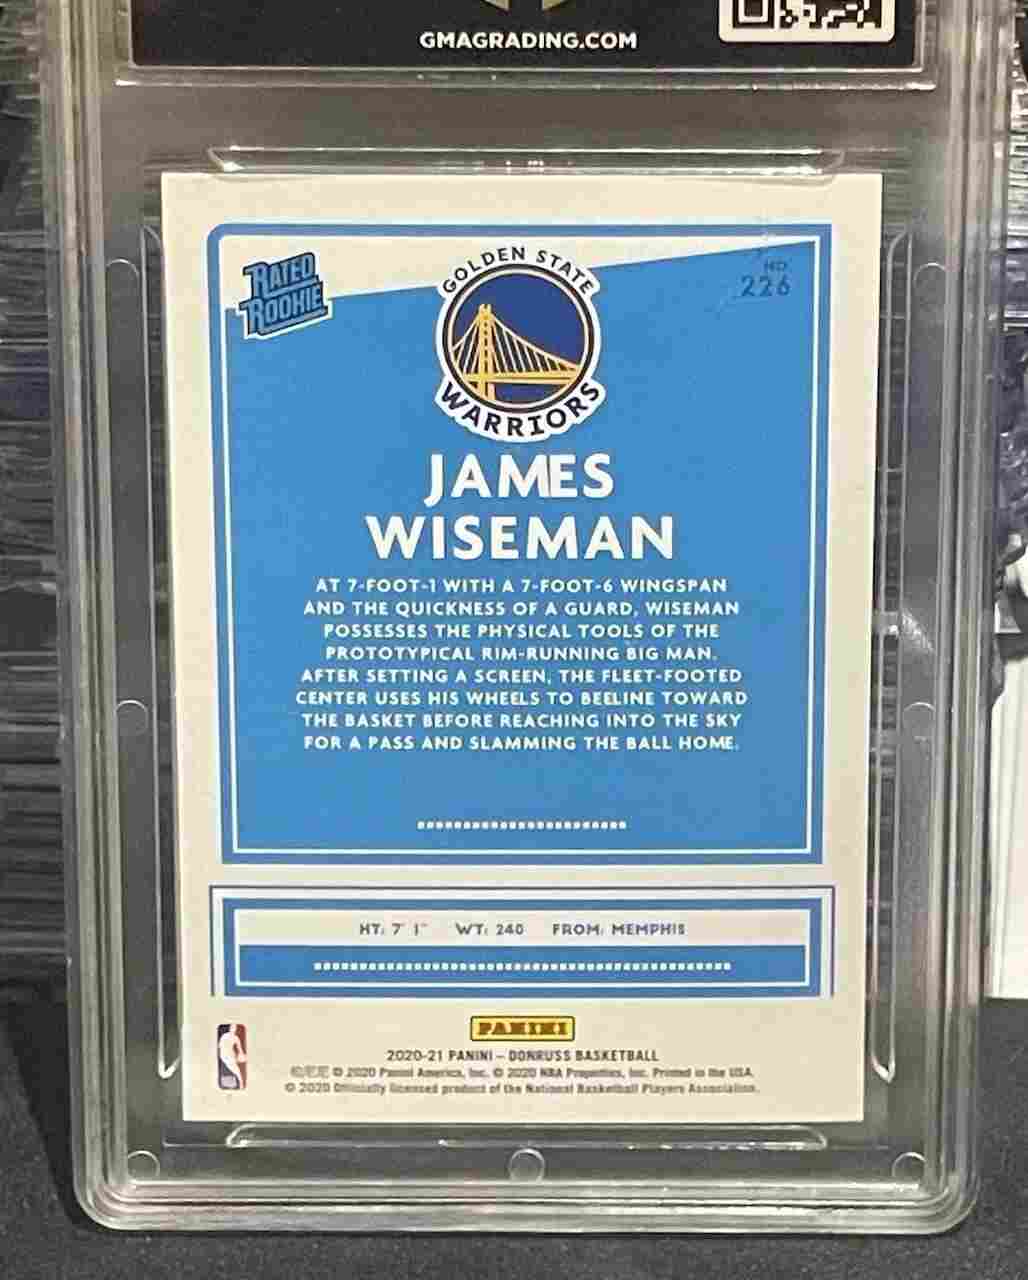 GMAGRADING.COM
RATED
ROOKIE
GOLDEN STATE
WARRIORS
NO
226
JAMES
WISEMAN
AT 7-FOOT-1 WITH A 7-FOOT-6 WINGSPAN
AND THE QUICKNESS OF A GUARD, WISEMAN
POSSESSES THE PHYSICAL TOOLS OF THE
PROTOTYPICAL RIM-RUNNING BIG MAN.
AFTER SETTING A SCREEN, THE FLEET-FOOTED
CENTER USES HIS WHEELS TO BEELINE TOWARD
THE BASKET BEFORE REACHING INTO THE SKY
FOR A PASS AND SLAMMING THE BALL HOME.
HT: 7' 1" WT: 240 FROM: MEMPHIS
PANINI
2020-21 PANINI – DONRUSS BASKETBALL
© 2020 Panini America, Inc. © 2020 NBA Properties, Inc. Printed in the USA.
© 2020 Officially licensed product of the National Basketball Players Association.